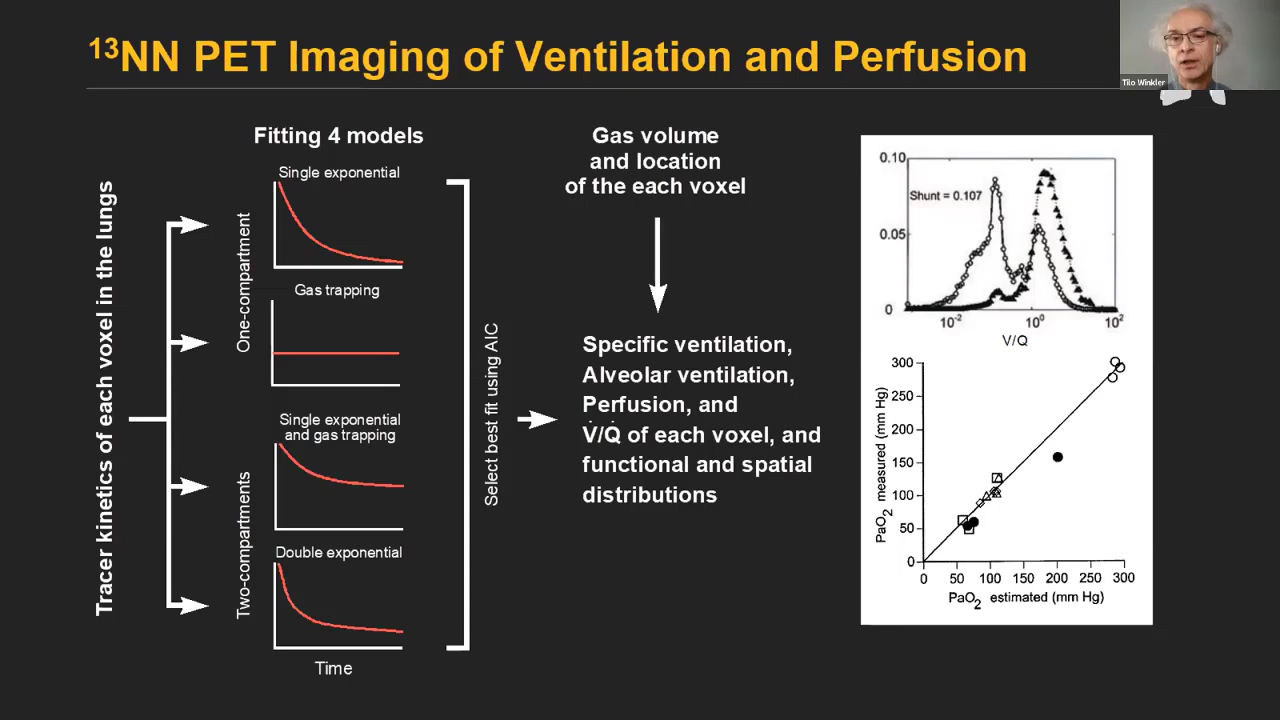 ¹³NN PET Imaging of Ventilation and Perfusion
Tilo Winkler
Tracer kinetics of each voxel in the lungs
Fitting 4 models
One-compartment
Single exponential
Gas trapping
Two-compartments
Single exponential
and gas trapping
Double exponential
Time
Select best fit using AIC
Gas volume
and location
of the each voxel
Specific ventilation,
Alveolar ventilation,
Perfusion, and
V̇/Q̇ of each voxel, and
functional and spatial
distributions
0.10
Shunt = 0.107
0.05
0
10⁻² 10⁰ 10²
V/Q
PaO₂ measured (mm Hg)
300
250
200
150
100
50
0
0 50 100 150 200 250 300
PaO₂ estimated (mm Hg)